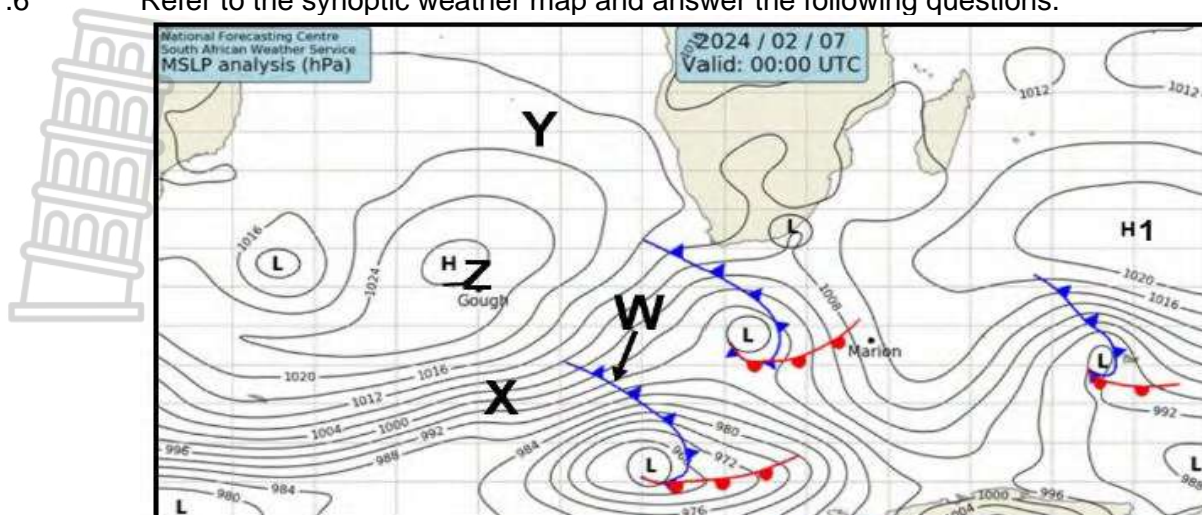 .6 Refer to the synoptic weather map and answer the following questions.
National Forecasting Centre
South African Weather Service
MSLP analysis (hPa)
2024 / 02 / 07
Valid: 00:00 UTC
1012
1012
Y
1016
L
1024
H Z
Gough
L
H1
1020
1016
1008
W
L
Marion
L
1020
1016
1012
X
1004
1000
992
996
988
984
980
972
L
992
L
988
984
980
L
976
1000
996
1004